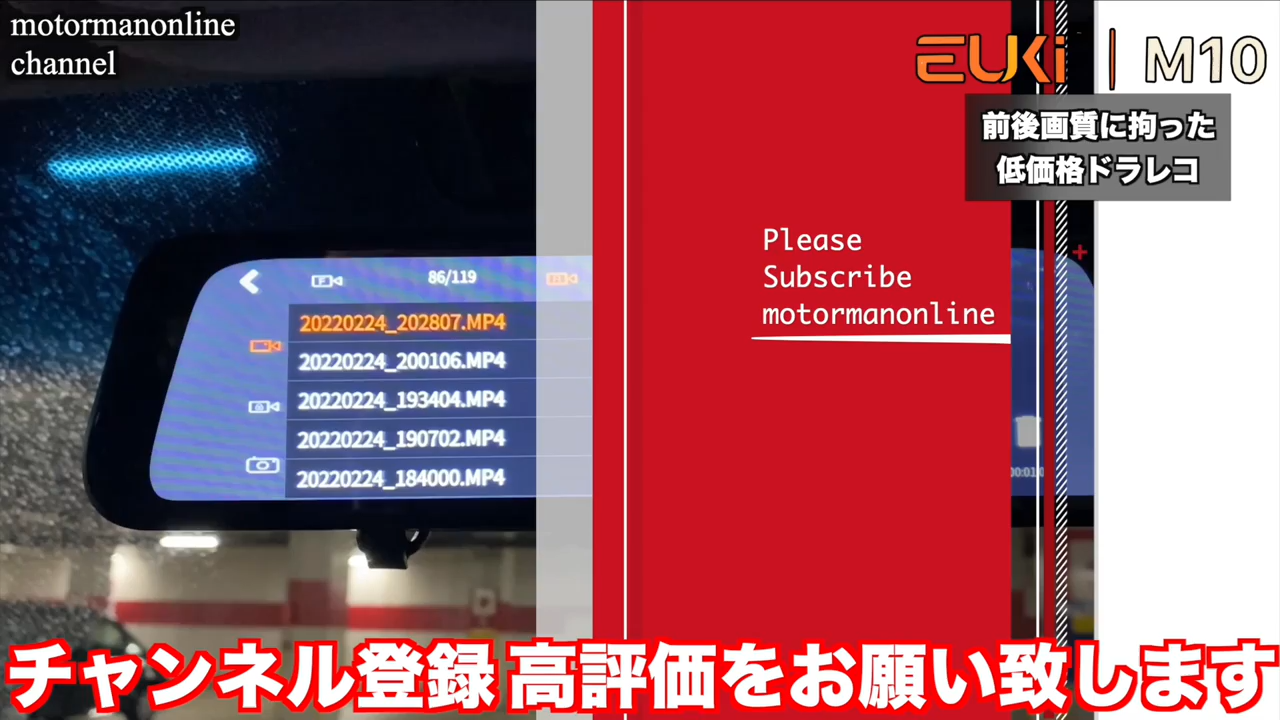 motormanonline
channel
EUKi | M10
前後画質に拘った
低価格ドラレコ
Please
Subscribe
motormanonline
86/119
20220224_202807.MP4
20220224_200106.MP4
20220224_193404.MP4
20220224_190702.MP4
20220224_184000.MP4
チャンネル登録 高評価をお願い致します